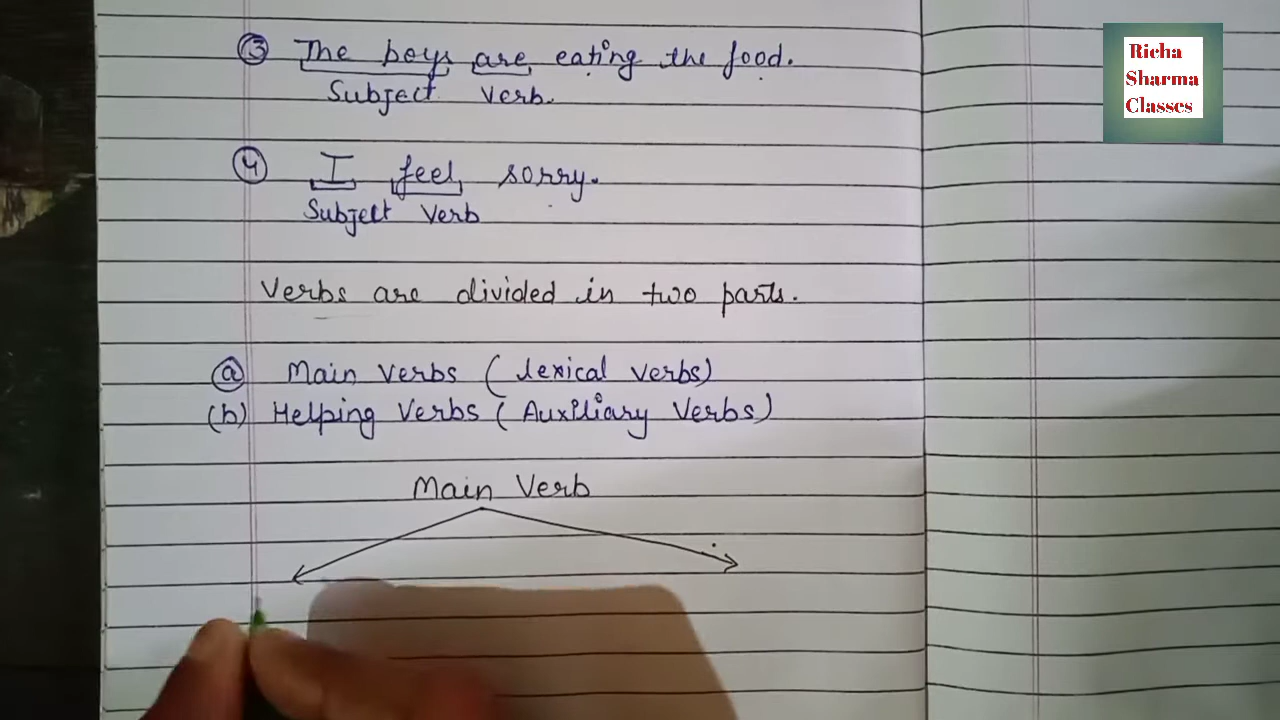 ③ The boys are eating the food.
Subject Verb.
④ I feel sorry.
Subject Verb
Verbs are divided in two parts.
ⓐ Main Verbs (Lexical Verbs)
(b) Helping Verbs (Auxiliary Verbs)
Main Verb
Richa
Sharma
Classes